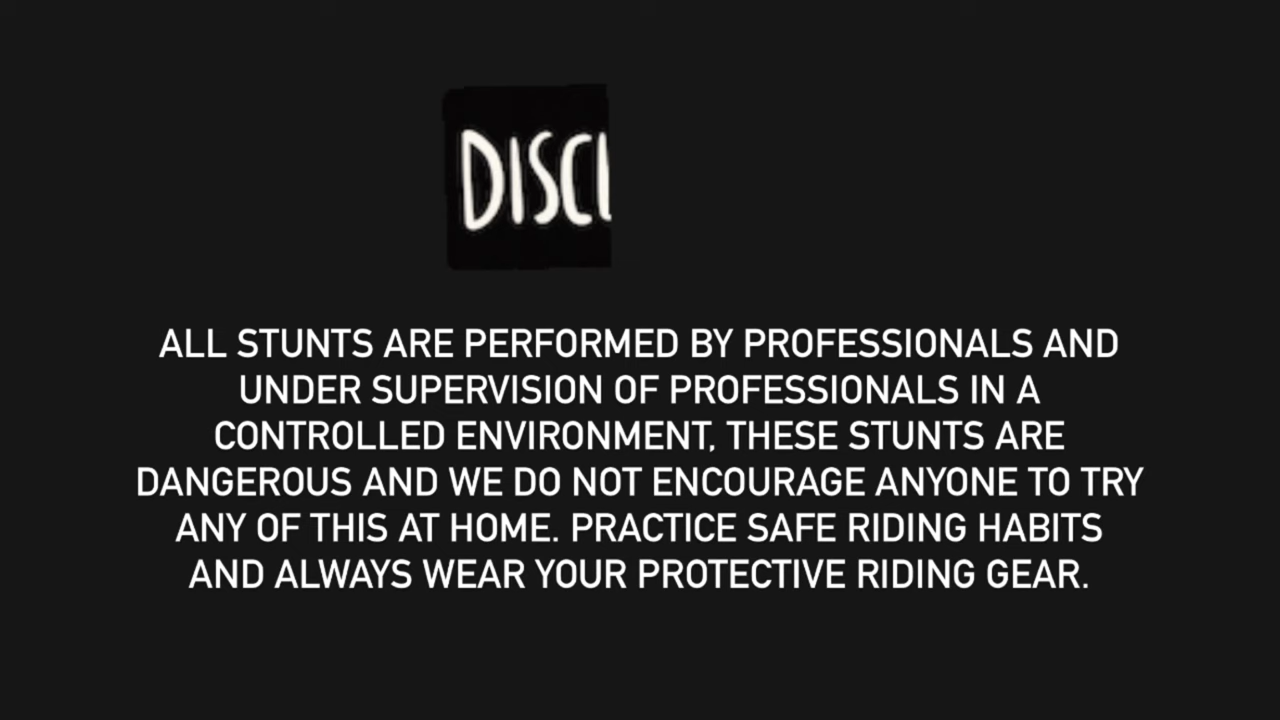 DISCL
ALL STUNTS ARE PERFORMED BY PROFESSIONALS AND
UNDER SUPERVISION OF PROFESSIONALS IN A
CONTROLLED ENVIRONMENT, THESE STUNTS ARE
DANGEROUS AND WE DO NOT ENCOURAGE ANYONE TO TRY
ANY OF THIS AT HOME. PRACTICE SAFE RIDING HABITS
AND ALWAYS WEAR YOUR PROTECTIVE RIDING GEAR.